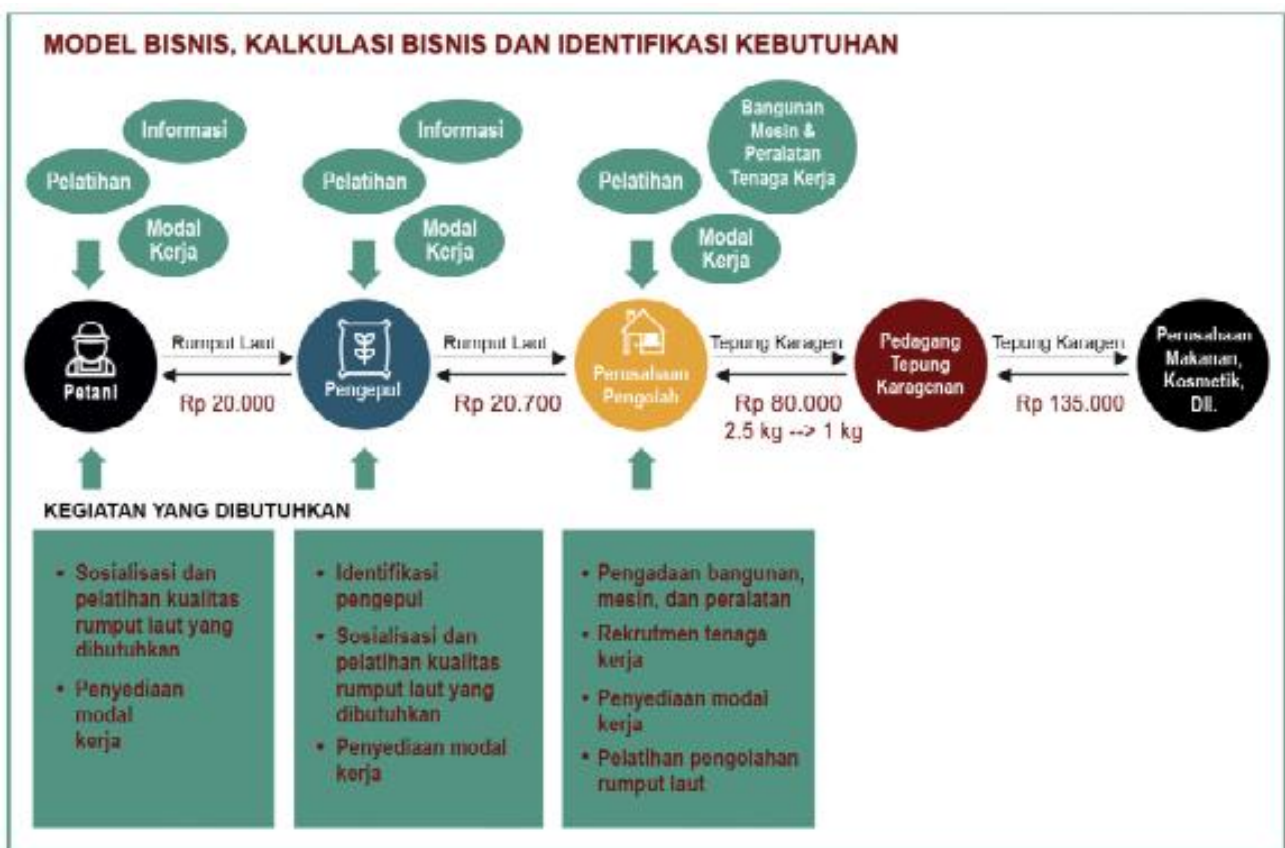 MODEL BISNIS, KALKULASI BISNIS DAN IDENTIFIKASI KEBUTUHAN
Informasi
Pelatihan
Modal
Kerja
Informasi
Pelatihan
Modal
Kerja
Bangunan
Mesin &
Peralatan
Tenaga Kerja
Pelatihan
Modal
Kerja
Petani
Rumput Laut
Rp 20.000
Pengepul
Rumput Laut
Rp 20.700
Perusahaan
Pengolah
Tepung Karagen
Rp 80.000
2.5 kg --> 1 kg
Pedagang
Tepung
Karagenan
Tepung Karagen
Rp 135.000
Perusahaan
Makanan,
Kosmetik,
Dll.
KEGIATAN YANG DIBUTUHKAN
• Sosialisasi dan
pelatihan kualitas
rumput laut yang
dibutuhkan
• Penyediaan
modal
kerja
• Identifikasi
pengepul
• Sosialisasi dan
pelatihan kualitas
rumput laut yang
dibutuhkan
• Penyediaan modal
kerja
• Pengadaan bangunan,
mesin, dan peralatan
• Rekrutmen tenaga
kerja
• Penyediaan modal
kerja
• Pelatihan pengolahan
rumput laut